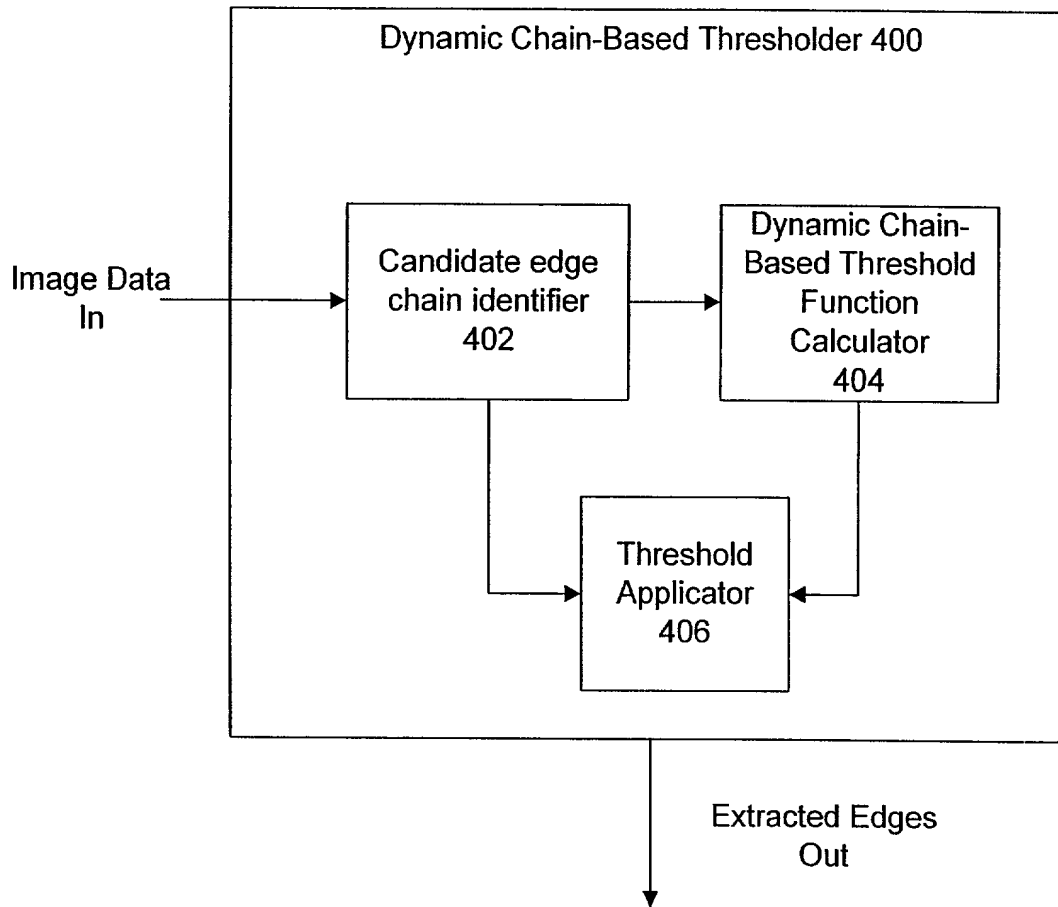 Dynamic Chain-Based Thresholder 400
Image Data
In
Candidate edge
chain identifier
402
Dynamic Chain-
Based Threshold
Function
Calculator
404
Threshold
Applicator
406
Extracted Edges
Out